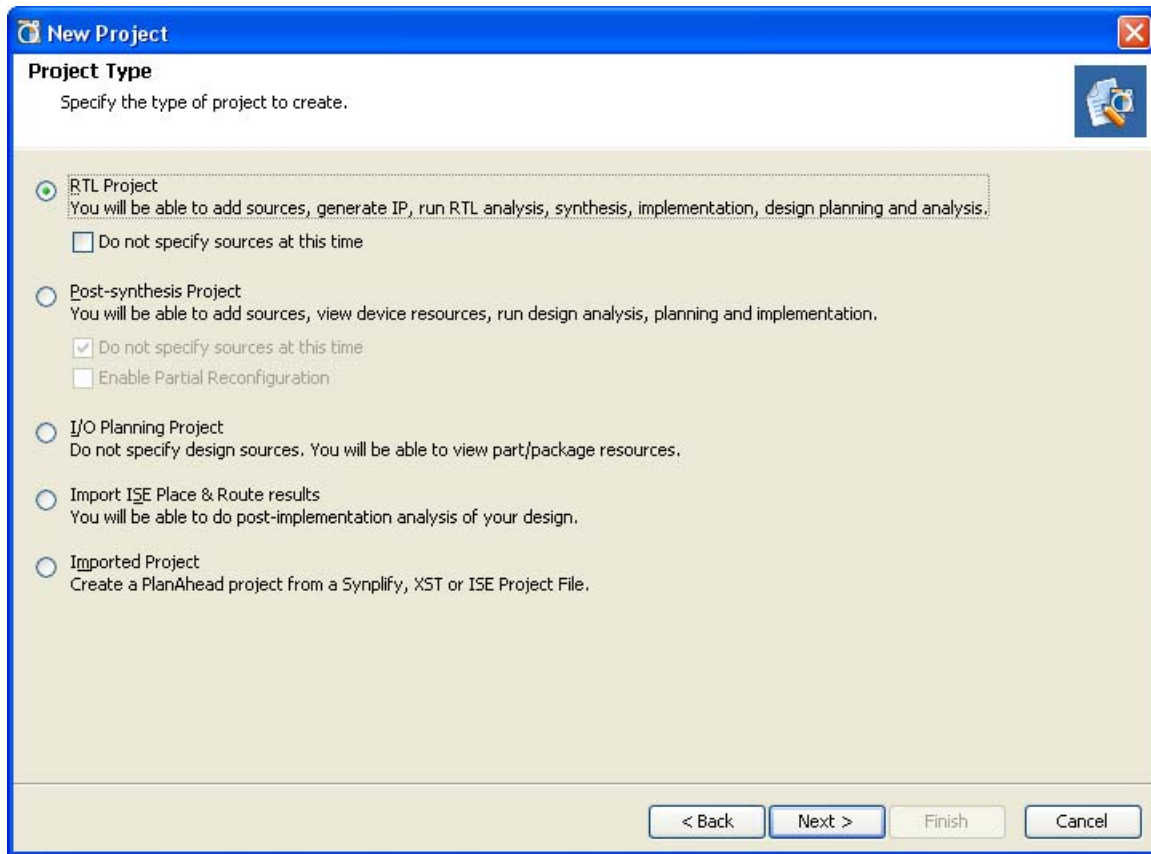 New Project
Project Type
Specify the type of project to create.
RTL Project
You will be able to add sources, generate IP, run RTL analysis, synthesis, implementation, design planning and analysis.
Do not specify sources at this time
Post-synthesis Project
You will be able to add sources, view device resources, run design analysis, planning and implementation.
Do not specify sources at this time
Enable Partial Reconfiguration
I/O Planning Project
Do not specify design sources. You will be able to view part/package resources.
Import ISE Place & Route results
You will be able to do post-implementation analysis of your design.
Imported Project
Create a PlanAhead project from a Synplify, XST or ISE Project File.
< Back Next > Finish Cancel